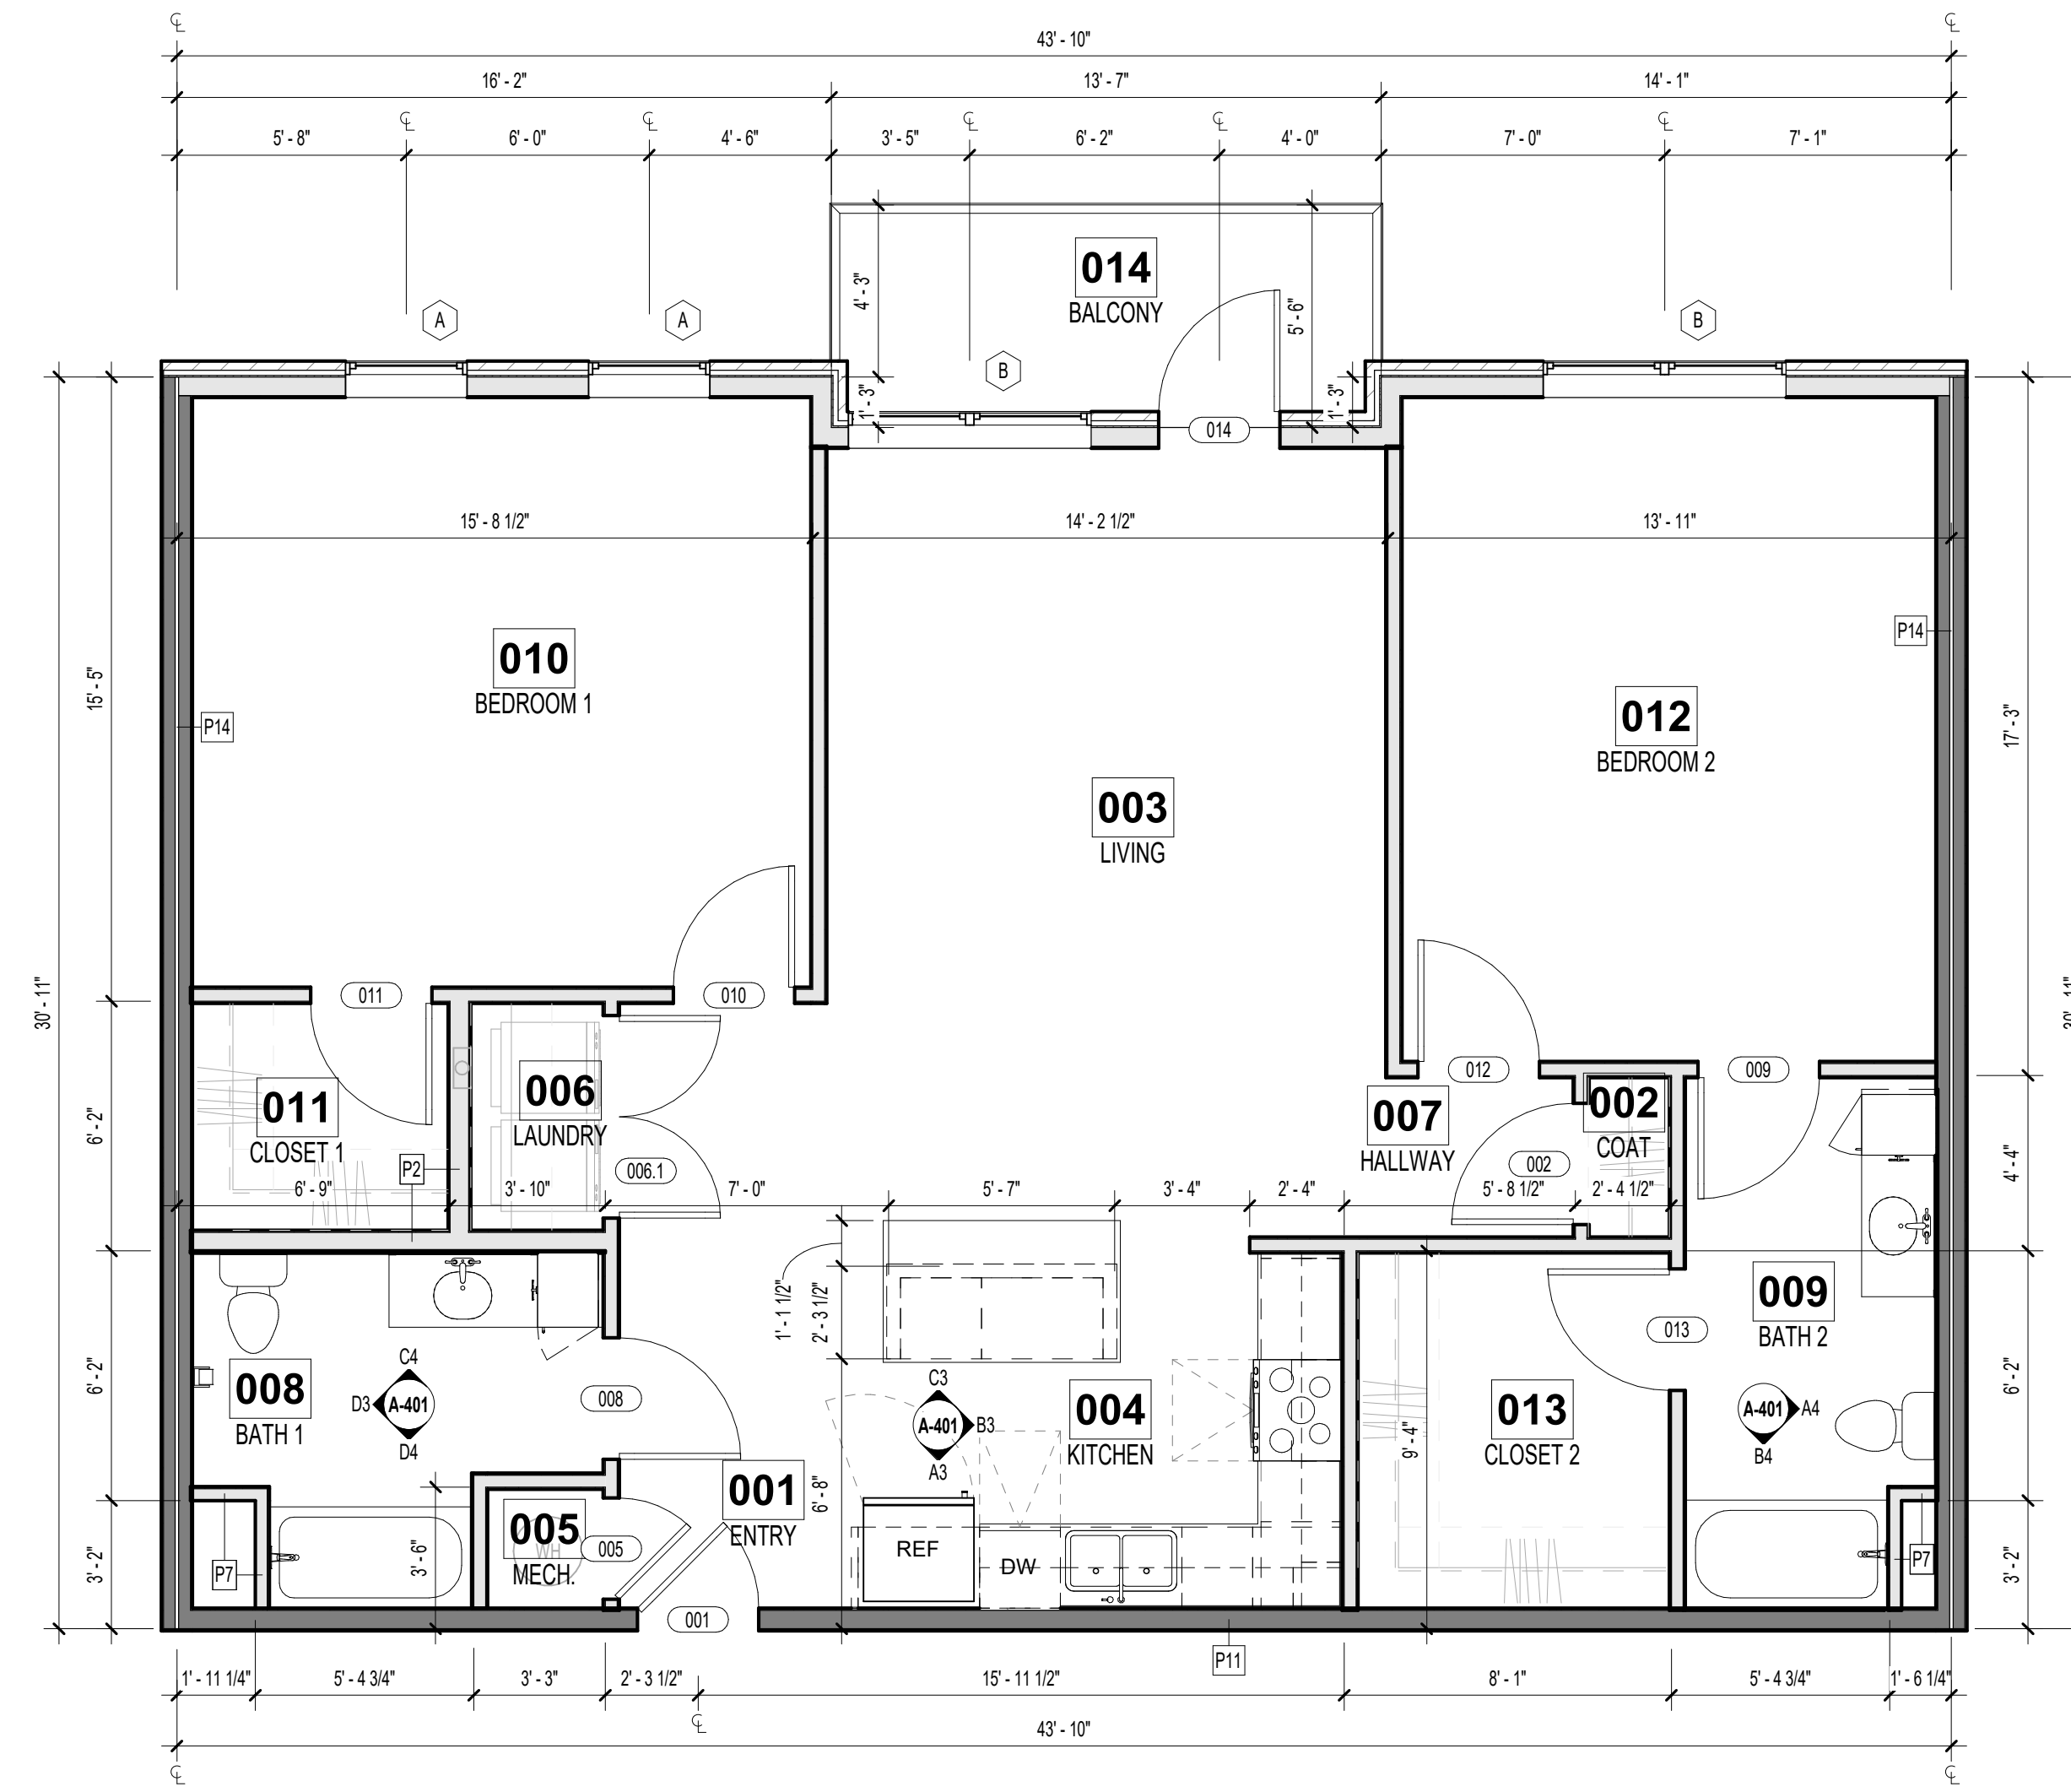 ℄ ℄
43' - 10"
16' - 2" 13' - 7" 14' - 1"
℄ ℄ ℄ ℄ ℄
5' - 8" 6' - 0" 4' - 6" 3' - 5" 6' - 2" 4' - 0" 7' - 0" 7' - 1"
014
BALCONY
4' - 3" 5' - 6"
A A B
B
1' - 3" 1' - 3"
014
15' - 8 1/2" 14' - 2 1/2" 13' - 11"
P14
010
BEDROOM 1
15' - 5"
P14
012
BEDROOM 2
17' - 3"
003
LIVING
30' - 11"
011 010
30' - 11"
012 009
011
CLOSET 1
006
LAUNDRY
007
HALLWAY
002
COAT
6' - 2"
4' - 4"
P2
006.1
002
6' - 9" 3' - 10" 7' - 0" 5' - 7" 3' - 4" 2' - 4" 5' - 8 1/2" 2' - 4 1/2"
1' - 1 1/2"
2' - 3 1/2"
009
BATH 2
013
6' - 2"
6' - 2"
008
BATH 1
C4
D3 A-401
D4
008
C3
A-401 B3
A3
004
KITCHEN
9' - 4"
013
CLOSET 2
A-401 A4
B4
001
ENTRY
6' - 8"
005
MECH.
WH
005
REF
DW
3' - 2"
P7
3' - 6"
P7
3' - 2"
001
P11
1' - 11 1/4" 5' - 4 3/4" 3' - 3" 2' - 3 1/2" 15' - 11 1/2" 8' - 1" 5' - 4 3/4" 1' - 6 1/4"
℄
43' - 10"
℄ ℄